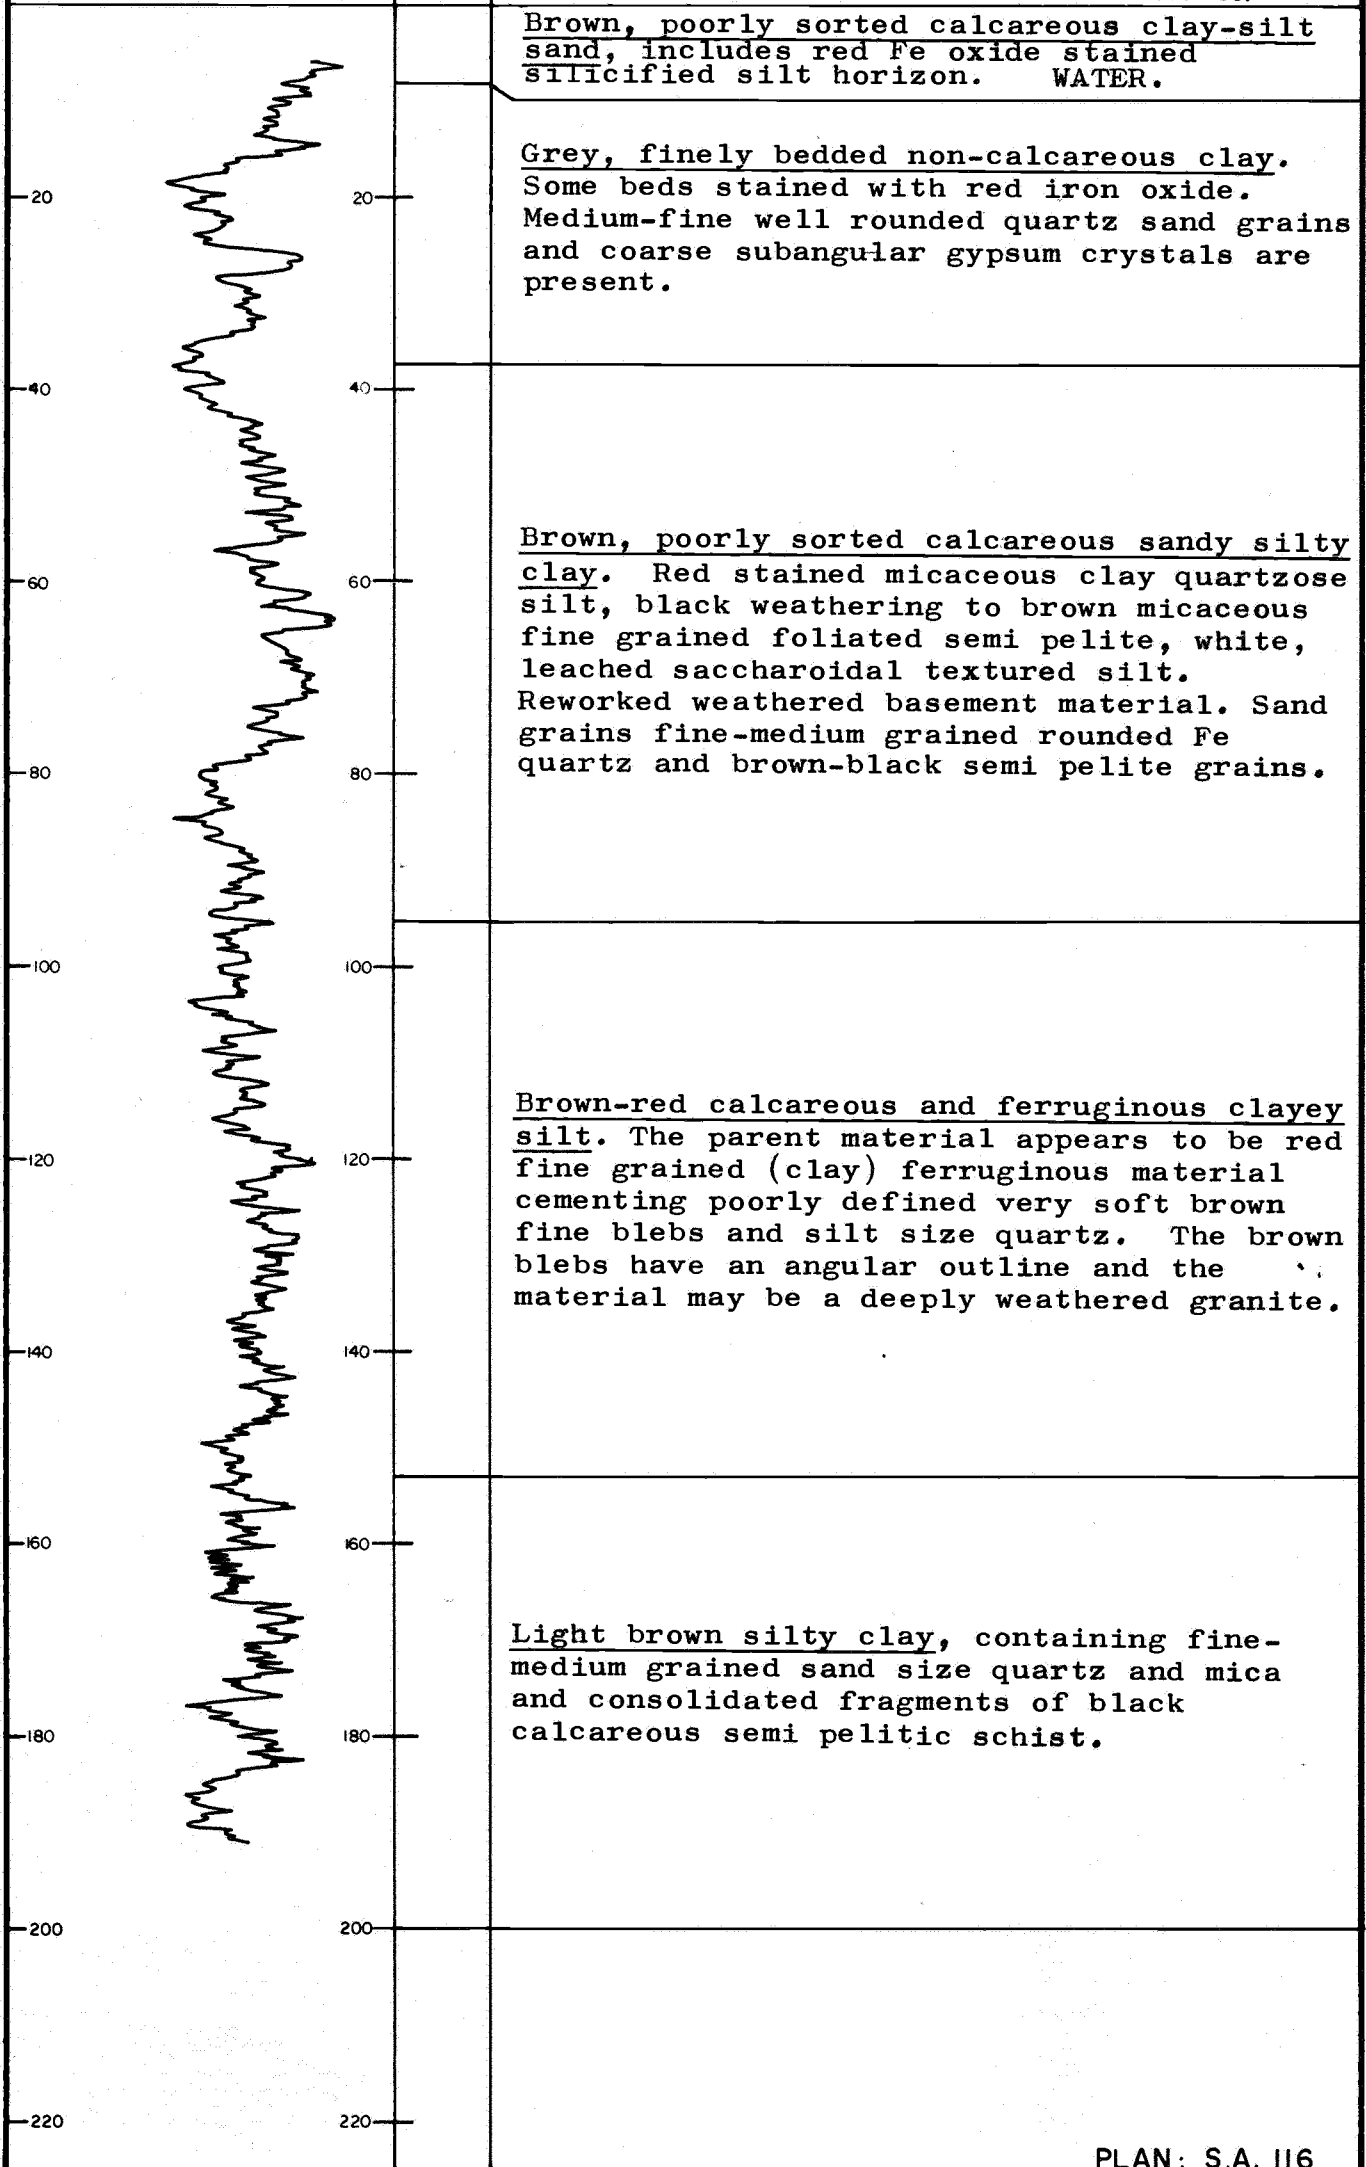 Brown, poorly sorted calcareous clay-silt
sand, includes red Fe oxide stained
silicified silt horizon. WATER.
Grey, finely bedded non-calcareous clay.
20 20 Some beds stained with red iron oxide.
Medium-fine well rounded quartz sand grains
and coarse subangular gypsum crystals are
present.
40 40
Brown, poorly sorted calcareous sandy silty
60 60 clay. Red stained micaceous clay quartzose
silt, black weathering to brown micaceous
fine grained foliated semi pelite, white,
leached saccharoidal textured silt.
Reworked weathered basement material. Sand
grains fine-medium grained rounded Fe
80 80 quartz and brown-black semi pelite grains.
100 100
Brown-red calcareous and ferruginous clayey
silt. The parent material appears to be red
120 120 fine grained (clay) ferruginous material
cementing poorly defined very soft brown
fine blebs and silt size quartz. The brown
blebs have an angular outline and the
material may be a deeply weathered granite.
140 140
160 160
Light brown silty clay, containing fine-
medium grained sand size quartz and mica
and consolidated fragments of black
180 180 calcareous semi pelitic schist.
200 200
220 220
PLAN: S.A. 116